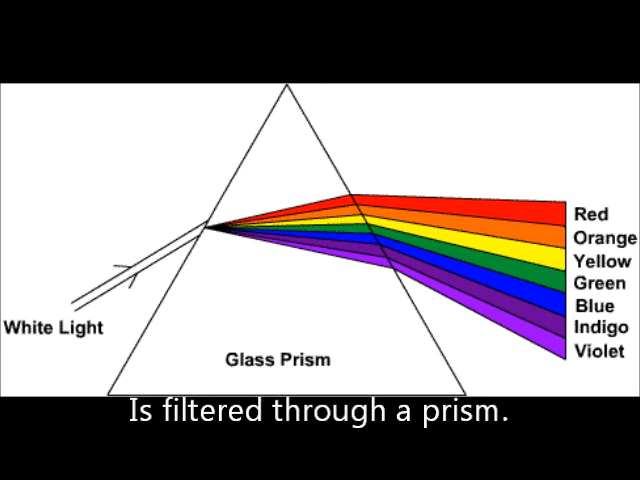 Red
Orange
Yellow
Green
Blue
Indigo
Violet
White Light
Glass Prism
Is filtered through a prism.